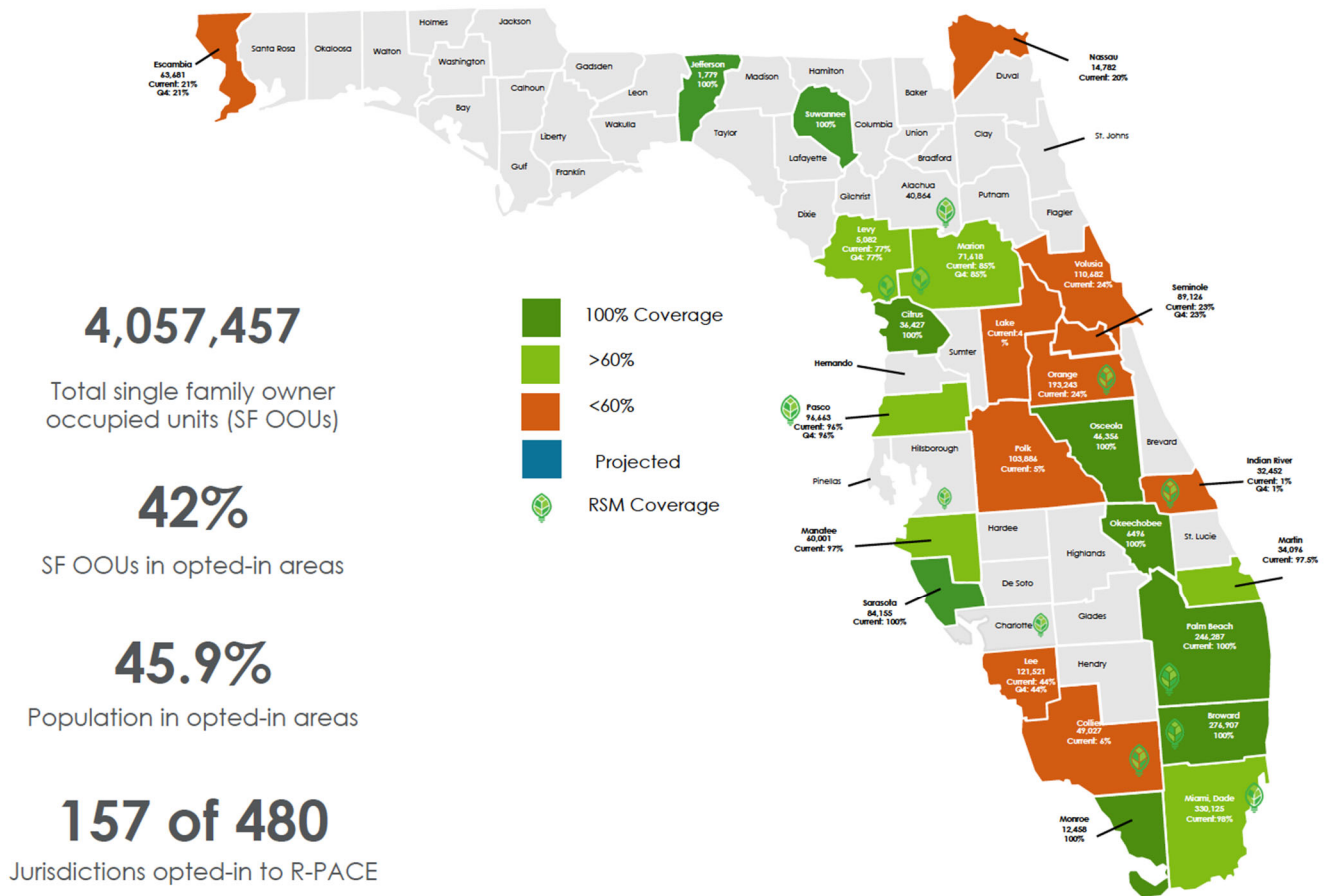 Holmes
Jackson
Santa Rosa
Okaloosa
Walton
Washington
Escambia
63,681
Current: 21%
Q4: 21%
Bay
Calhoun
Gadsden
Liberty
Leon
Gulf
Franklin
Wakulla
Jefferson
1,779
100%
Madison
Hamilton
Taylor
Suwannee
100%
Lafayette
Columbia
Baker
Union
Bradford
Nassau
14,782
Current: 20%
Duval
Clay
St. Johns
Dixie
Gilchrist
Alachua
40,864
Putnam
Flagler
Levy
5,082
Current: 77%
Q4: 77%
Marion
71,618
Current: 85%
Q4: 85%
Volusia
110,682
Current: 24%
Seminole
89,126
Current: 23%
Q4: 23%
Citrus
36,427
100%
Sumter
Lake
Current:4
%
Hernando
Orange
193,243
Current: 24%
Pasco
96,663
Current: 96%
Q4: 96%
Osceola
46,356
100%
Brevard
Hillsborough
Polk
103,886
Current: 5%
Pinellas
Indian River
32,452
Current: 1%
Q4: 1%
Manatee
60,001
Current: 97%
Hardee
Highlands
Okeechobee
6496
100%
St. Lucie
Martin
34,096
Current: 97.5%
De Soto
Sarasota
84,155
Current: 100%
Charlotte
Glades
Palm Beach
246,287
Current: 100%
Lee
121,521
Current: 44%
Q4: 44%
Hendry
Collier
49,027
Current: 6%
Broward
276,907
100%
Monroe
12,458
100%
Miami, Dade
330,125
Current:98%
4,057,457
Total single family owner
occupied units (SF OOUs)
42%
SF OOUs in opted-in areas
45.9%
Population in opted-in areas
157 of 480
Jurisdictions opted-in to R-PACE
100% Coverage
>60%
<60%
Projected
RSM Coverage